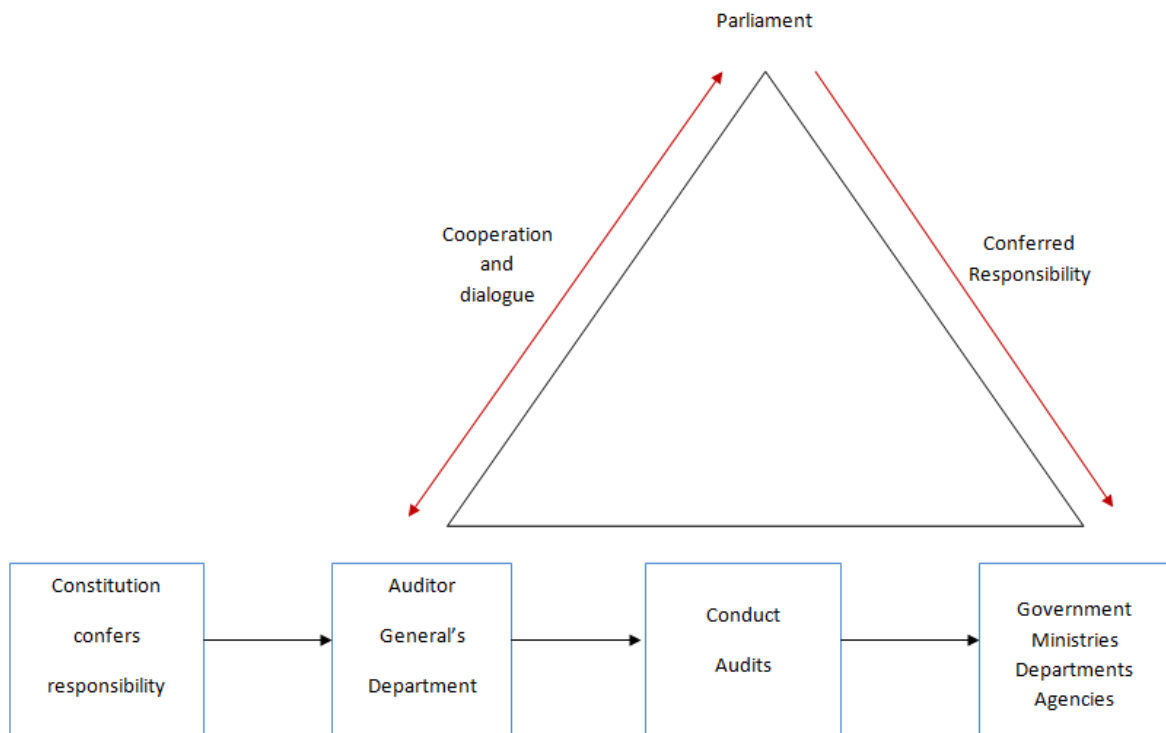 Parliament
Cooperation
and
dialogue
Conferred
Responsibility
Constitution
confers
responsibility
Auditor
General's
Department
Conduct
Audits
Government
Ministries
Departments
Agencies